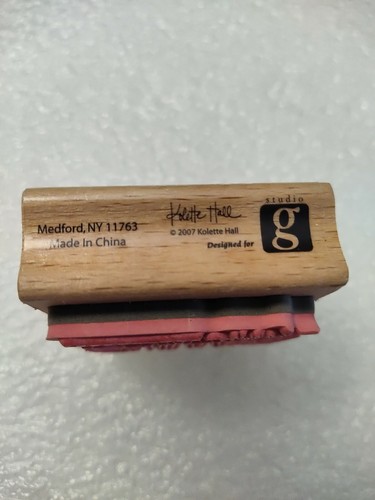 Medford, NY 11763
Made In China
Kolette Hall
© 2007 Kolette Hall
Designed for
studio
g